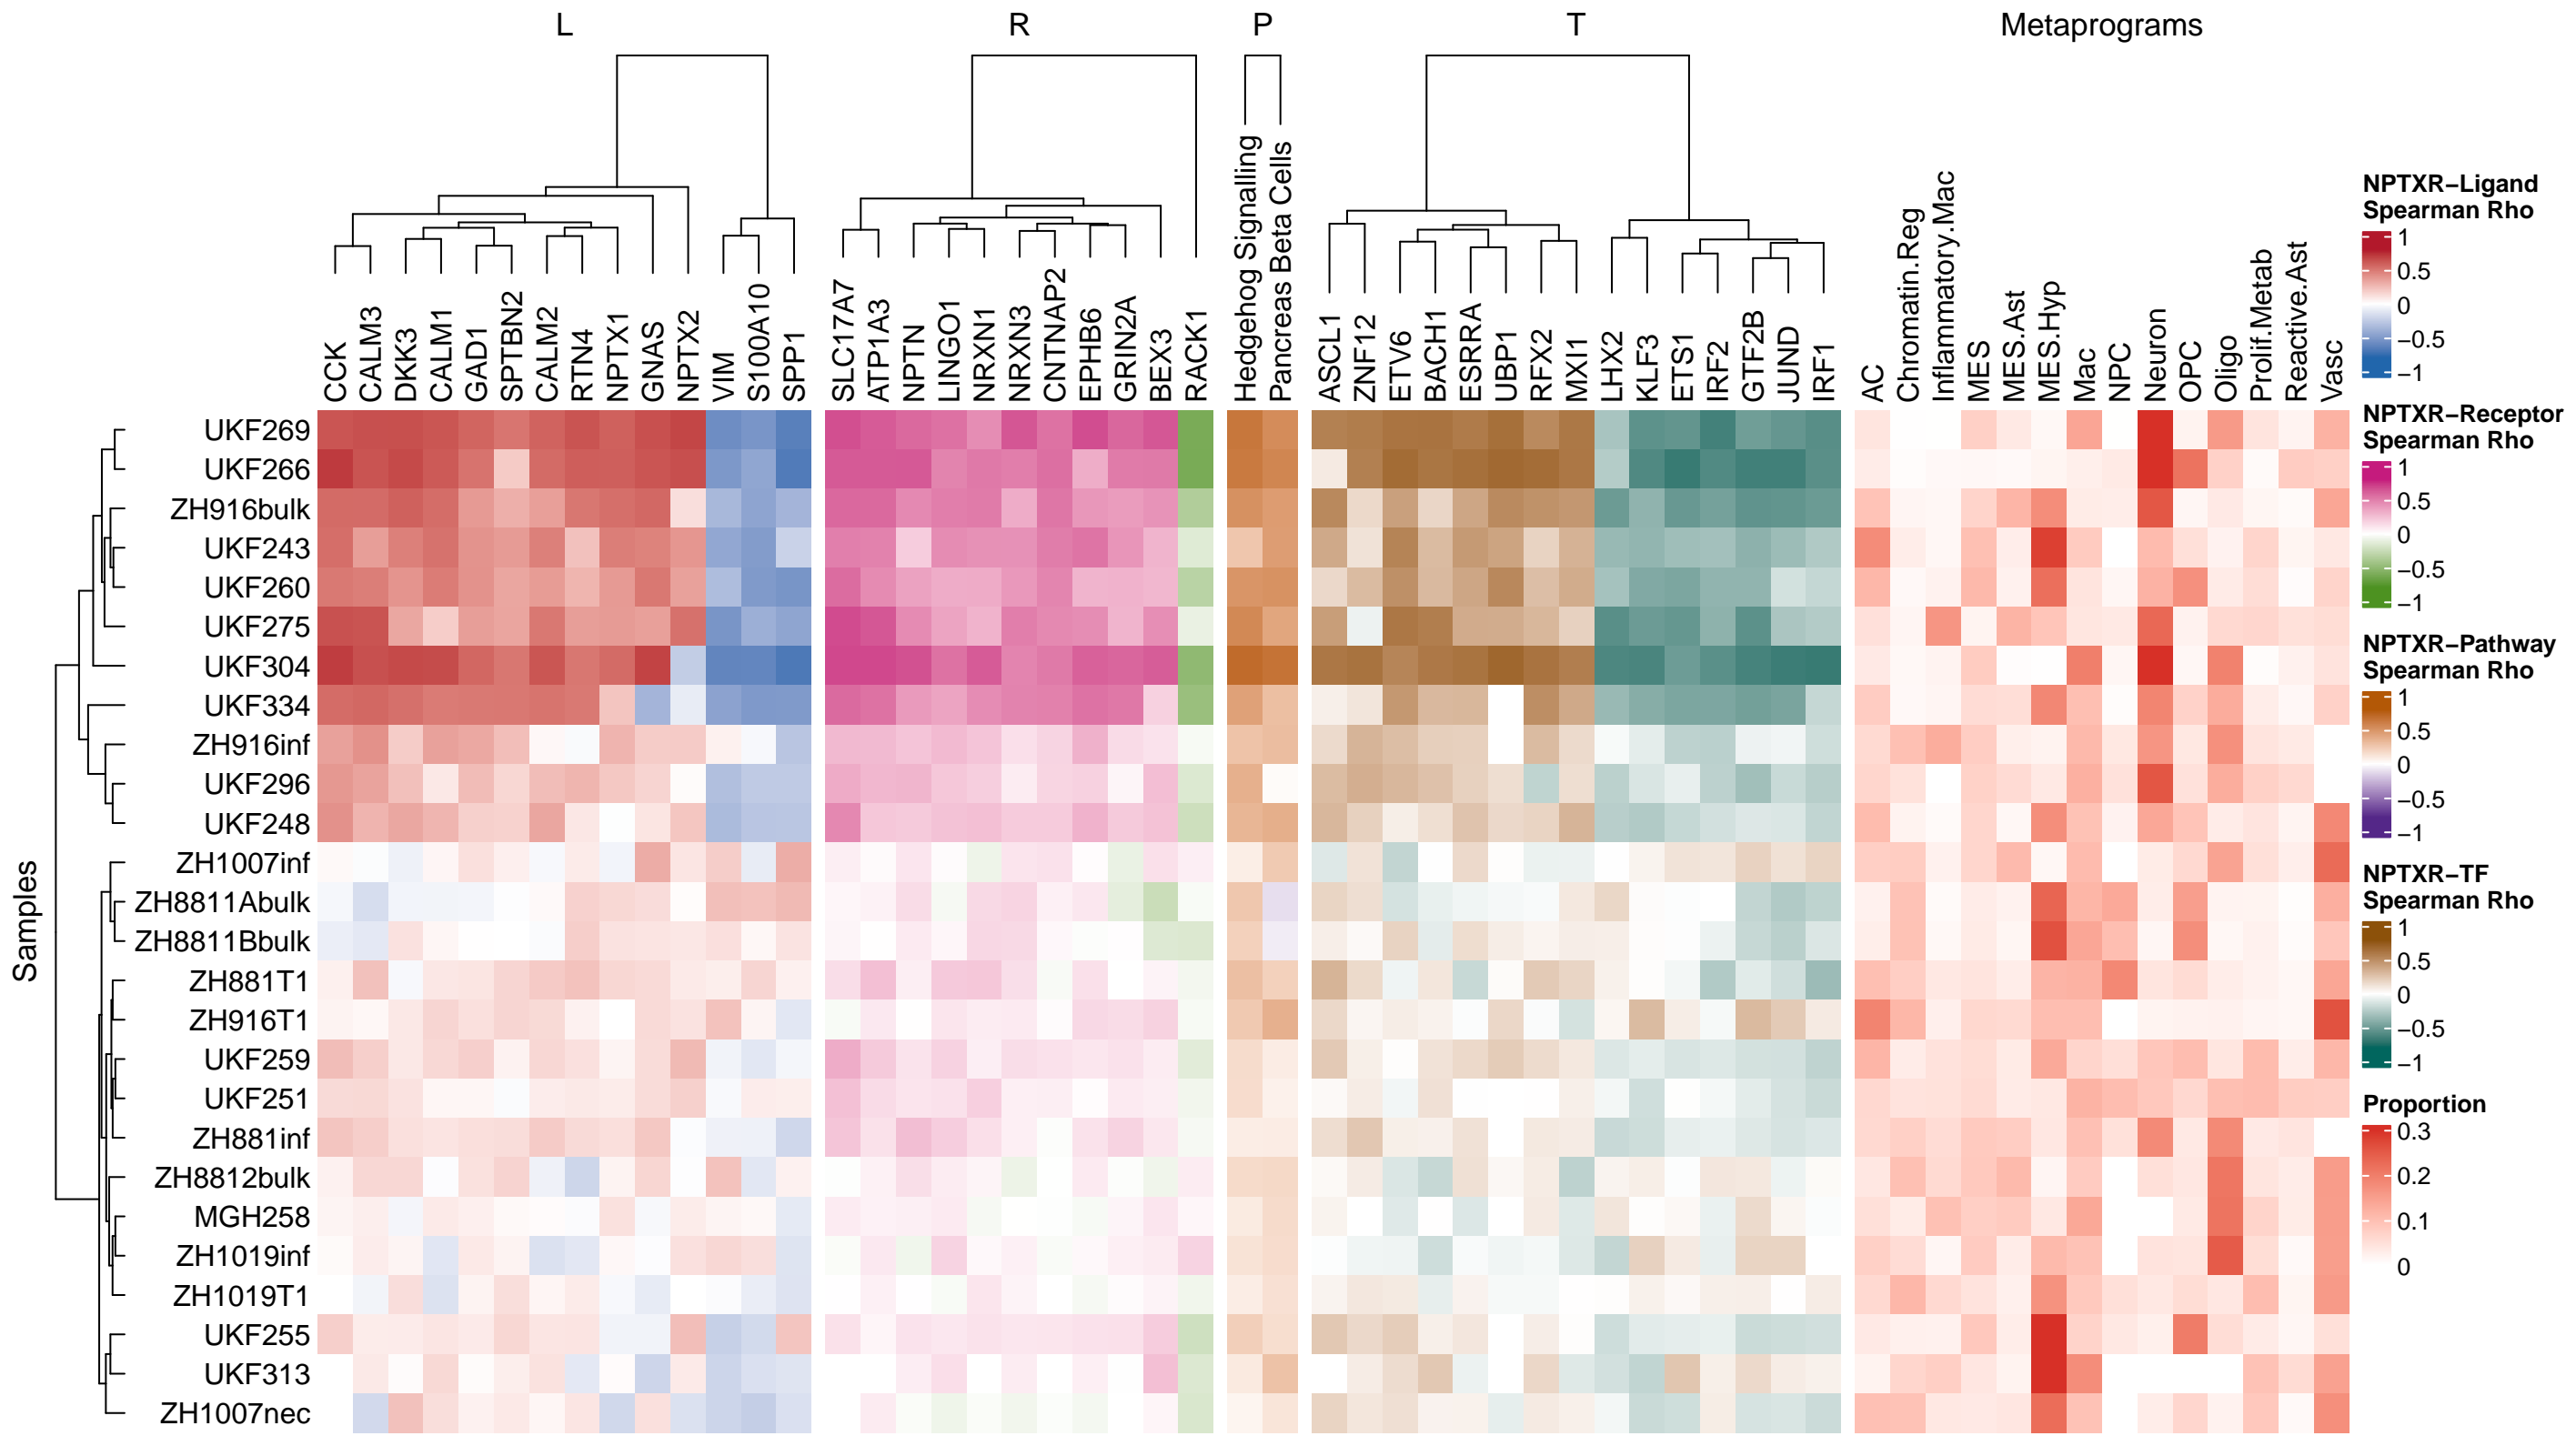 L
R
P
T
Metaprograms
CCK
CALM3
DKK3
CALM1
GAD1
SPTBN2
CALM2
RTN4
NPTX1
GNAS
NPTX2
VIM
S100A10
SPP1
SLC17A7
ATP1A3
NPTN
LINGO1
NRXN1
NRXN3
CNTNAP2
EPHB6
GRIN2A
BEX3
RACK1
Hedgehog Signalling
Pancreas Beta Cells
ASCL1
ZNF12
ETV6
BACH1
ESRRA
UBP1
RFX2
MXI1
LHX2
KLF3
ETS1
IRF2
GTF2B
JUND
IRF1
AC
Chromatin.Reg
Inflammatory.Mac
MES
MES.Ast
MES.Hyp
Mac
NPC
Neuron
OPC
Oligo
Prolif.Metab
Reactive.Ast
Vasc
Samples
UKF269
UKF266
ZH916bulk
UKF243
UKF260
UKF275
UKF304
UKF334
ZH916inf
UKF296
UKF248
ZH1007inf
ZH8811Abulk
ZH8811Bbulk
ZH881T1
ZH916T1
UKF259
UKF251
ZH881inf
ZH8812bulk
MGH258
ZH1019inf
ZH1019T1
UKF255
UKF313
ZH1007nec
NPTXR−Ligand
Spearman Rho
1
0.5
0
−0.5
−1
NPTXR−Receptor
Spearman Rho
1
0.5
0
−0.5
−1
NPTXR−Pathway
Spearman Rho
1
0.5
0
−0.5
−1
NPTXR−TF
Spearman Rho
1
0.5
0
−0.5
−1
Proportion
0.3
0.2
0.1
0